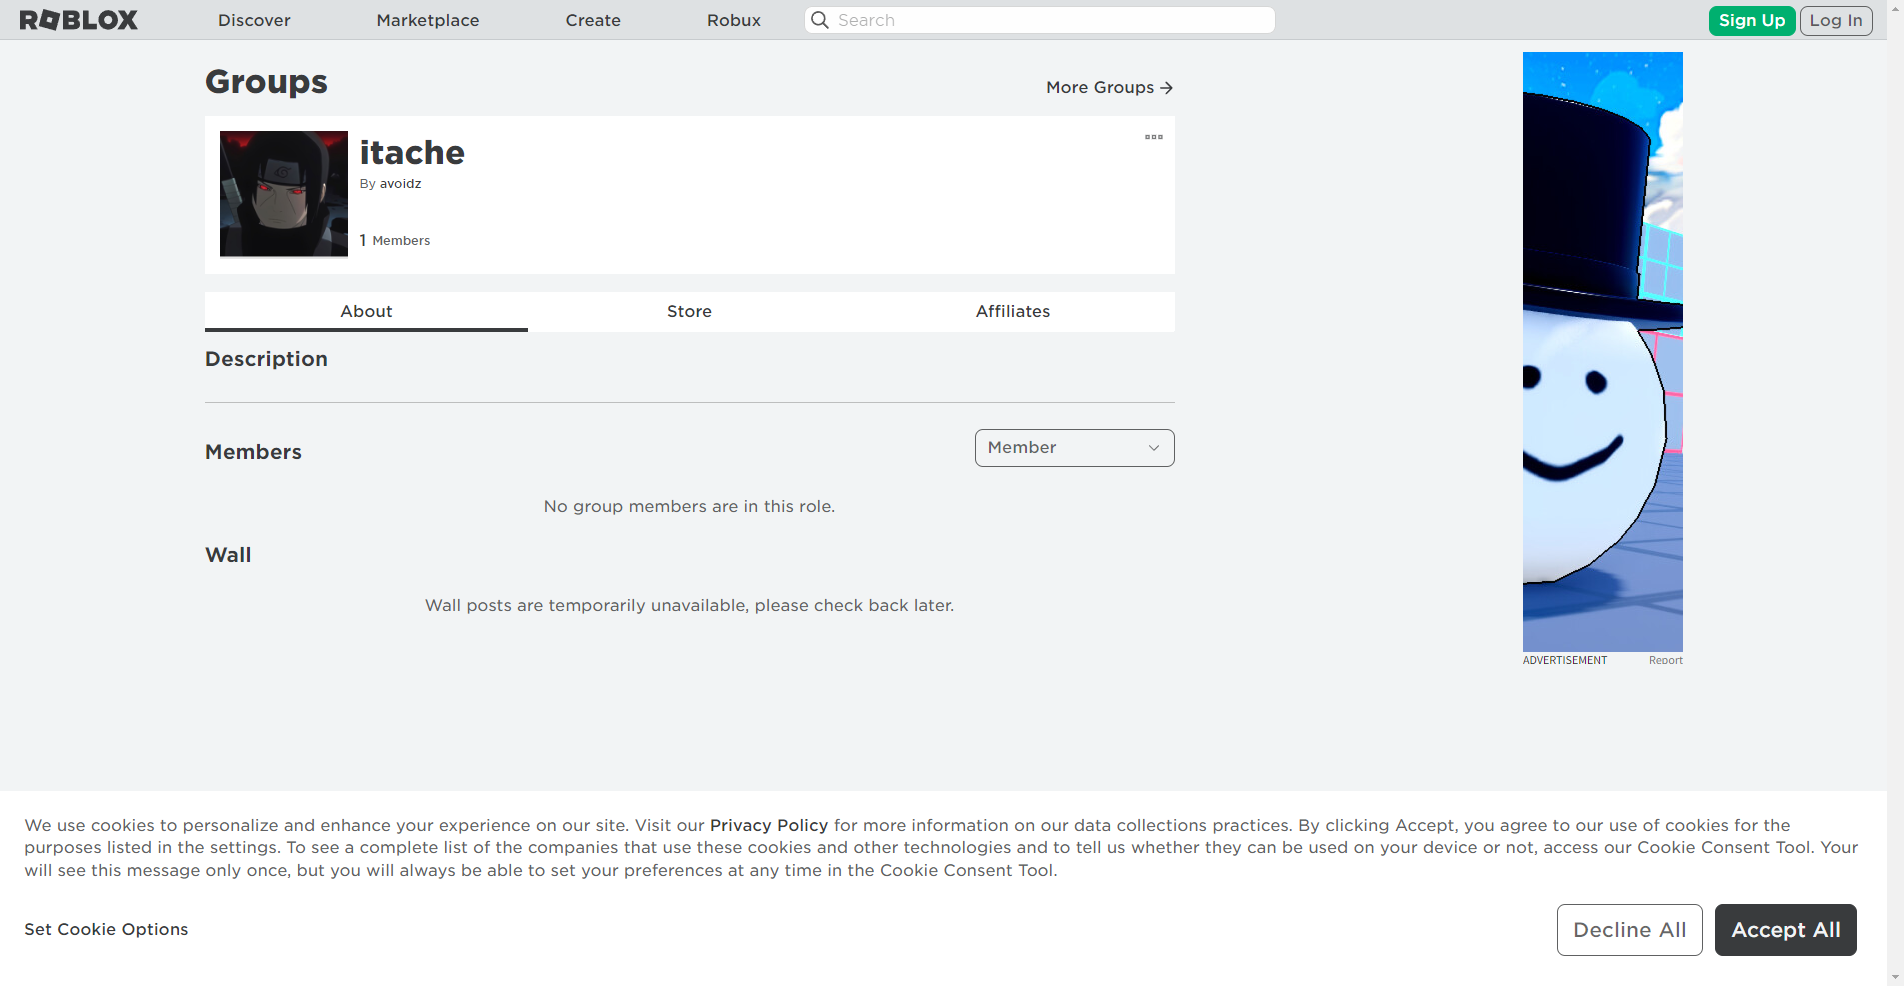 ROBLOX
Discover
Marketplace
Create
Robux
Search
Sign Up
Log In
Groups
More Groups
itache
By avoidz
1 Members
About
Store
Affiliates
Description
Members
Member
No group members are in this role.
Wall
Wall posts are temporarily unavailable, please check back later.
ADVERTISEMENT
Report
We use cookies to personalize and enhance your experience on our site. Visit our Privacy Policy for more information on our data collections practices. By clicking Accept, you agree to our use of cookies for the
purposes listed in the settings. To see a complete list of the companies that use these cookies and other technologies and to tell us whether they can be used on your device or not, access our Cookie Consent Tool. Your
will see this message only once, but you will always be able to set your preferences at any time in the Cookie Consent Tool.
Set Cookie Options
Decline All
Accept All